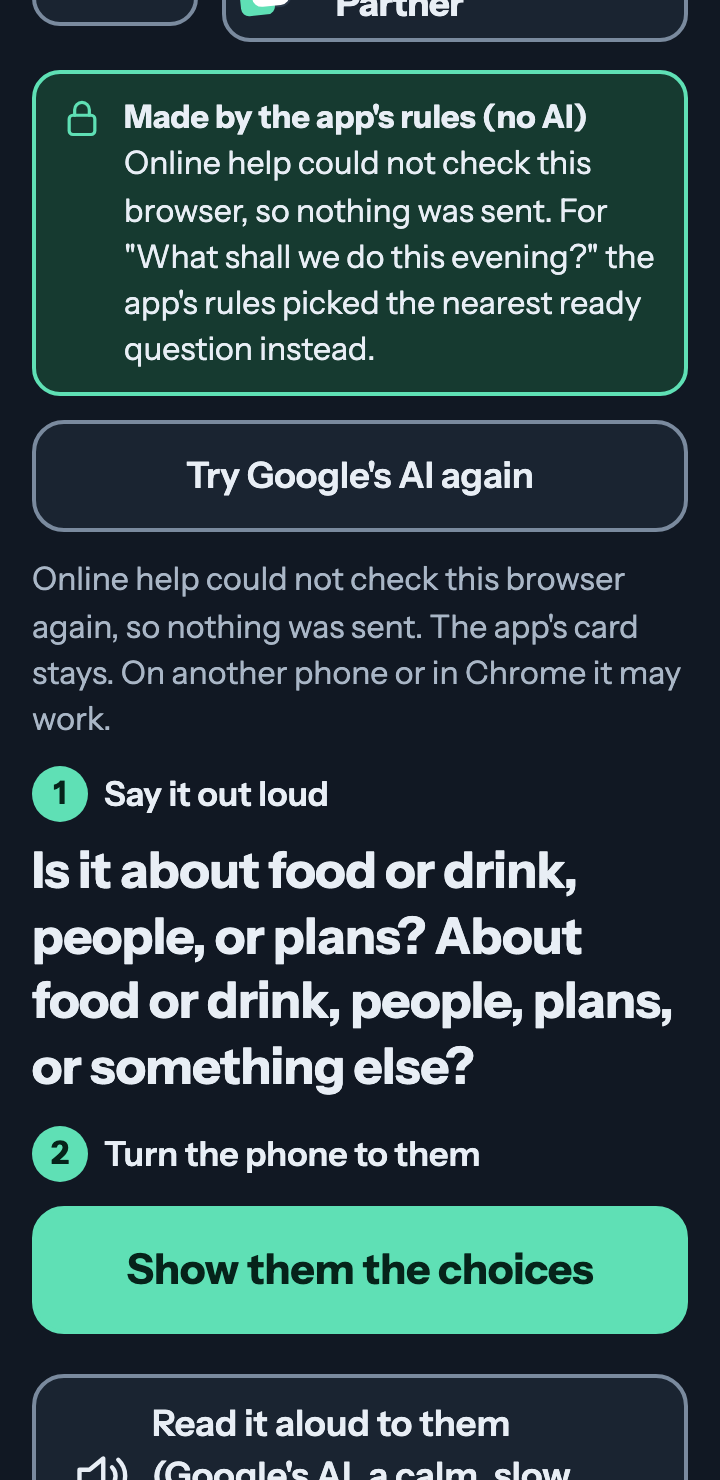 Partner
Made by the app's rules (no AI)
Online help could not check this
browser, so nothing was sent. For
"What shall we do this evening?" the
app's rules picked the nearest ready
question instead.
Try Google's AI again
Online help could not check this browser
again, so nothing was sent. The app's card
stays. On another phone or in Chrome it may
work.
1 Say it out loud
Is it about food or drink,
people, or plans? About
food or drink, people, plans,
or something else?
2 Turn the phone to them
Show them the choices
Read it aloud to them
(Google's AI, a calm, slow